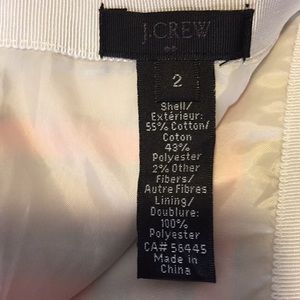 J.CREW
2
Shell/
Extérieur:
55% Cotton/
Coton
43%
Polyester
2% Other
Fibers/
Autre Fibres
Lining/
Doublure:
100%
Polyester
CA# 56445
Made in
China